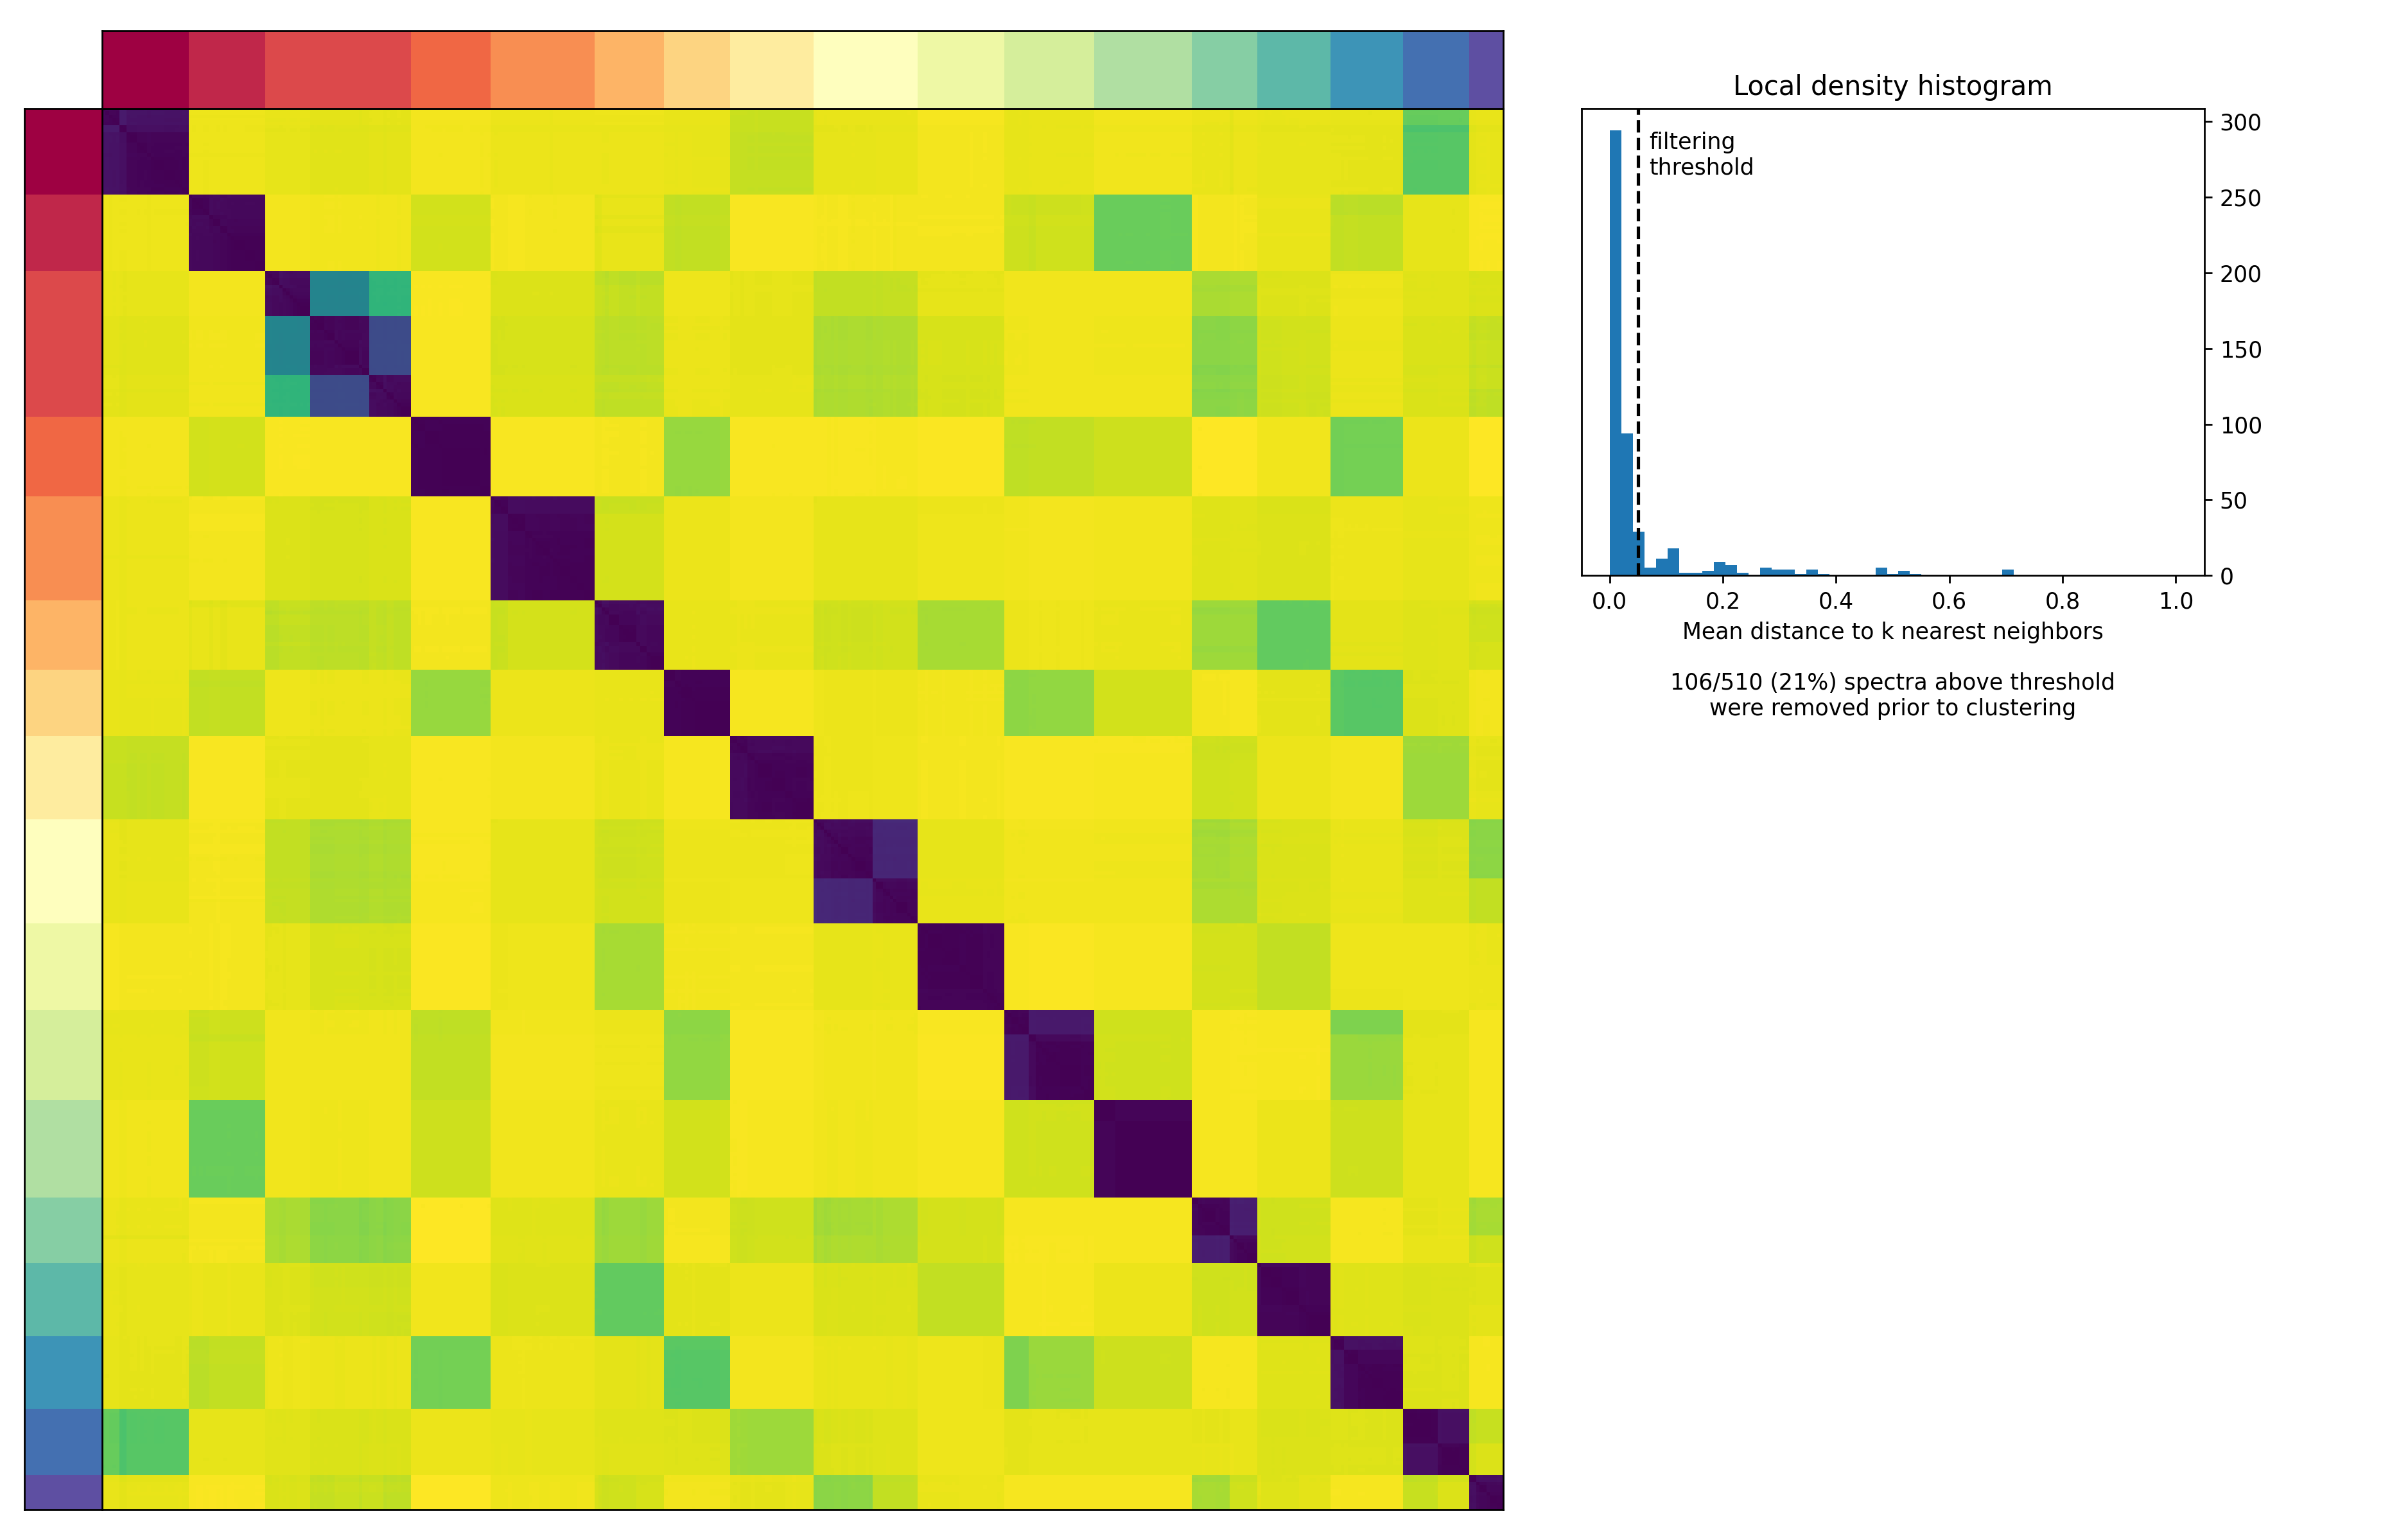 Local density histogram
filtering
threshold
300
250
200
150
100
50
0
0.0 0.2 0.4 0.6 0.8 1.0
Mean distance to k nearest neighbors
106/510 (21%) spectra above threshold
were removed prior to clustering